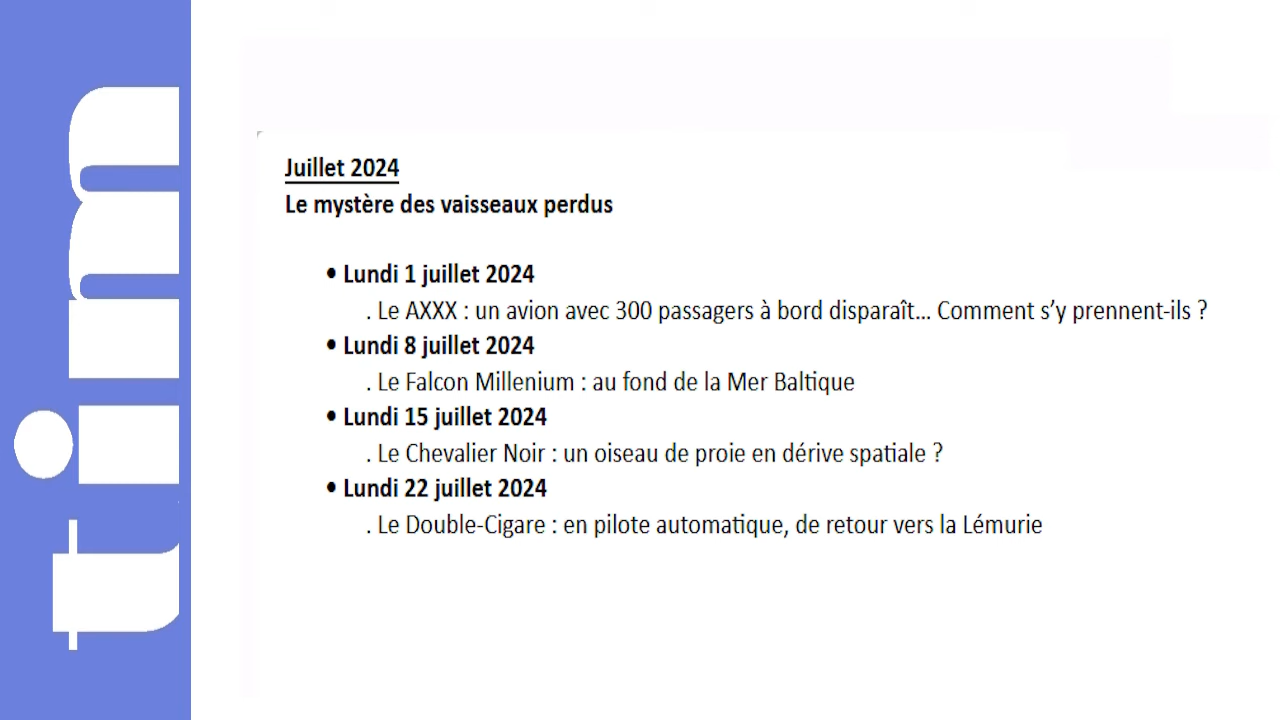 tim
Juillet 2024
Le mystère des vaisseaux perdus
• Lundi 1 juillet 2024
. Le AXXX : un avion avec 300 passagers à bord disparaît... Comment s’y prennent-ils ?
• Lundi 8 juillet 2024
. Le Falcon Millenium : au fond de la Mer Baltique
• Lundi 15 juillet 2024
. Le Chevalier Noir : un oiseau de proie en dérive spatiale ?
• Lundi 22 juillet 2024
. Le Double-Cigare : en pilote automatique, de retour vers la Lémurie